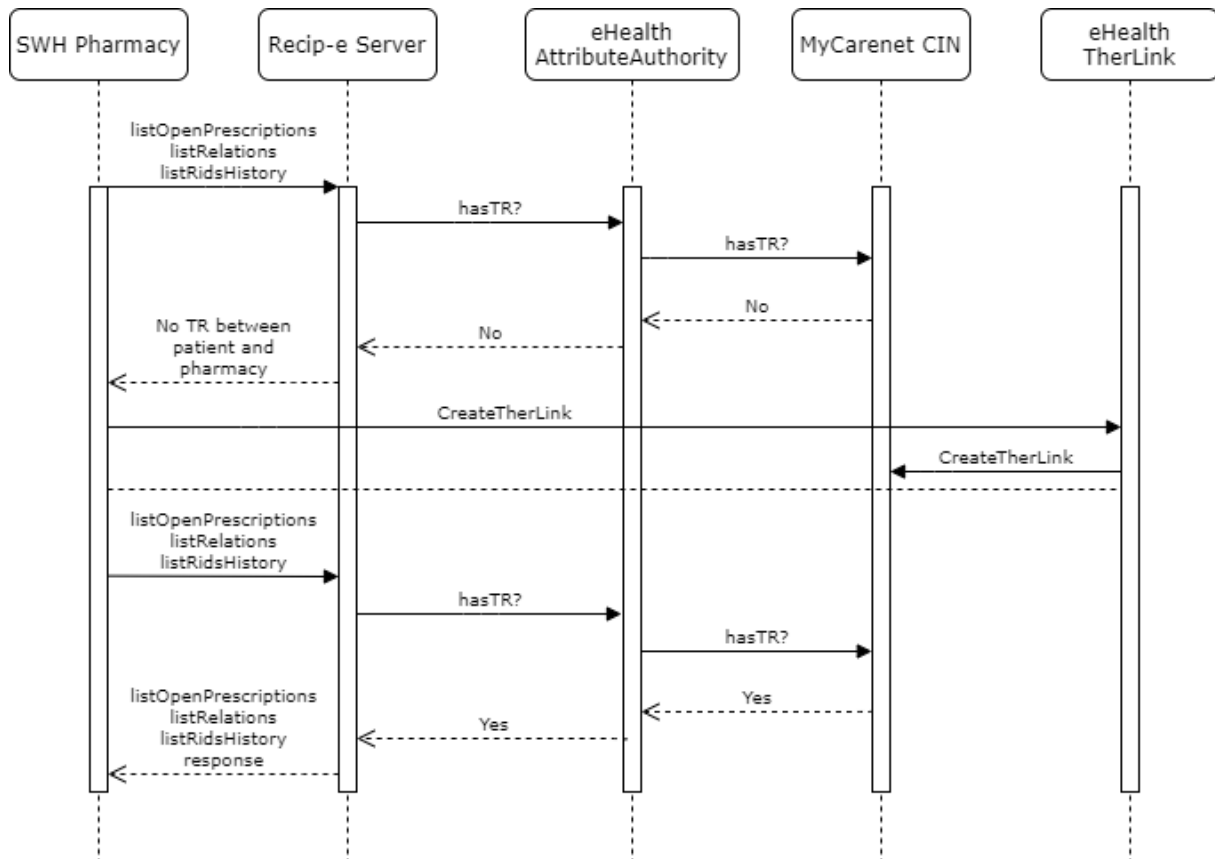 SWH Pharmacy
Recip-e Server
eHealth
AttributeAuthority
MyCarenet CIN
eHealth
TherLink
listOpenPrescriptions
listRelations
listRidsHistory
hasTR?
hasTR?
No
No
No TR between
patient and
pharmacy
CreateTherLink
CreateTherLink
listOpenPrescriptions
listRelations
listRidsHistory
hasTR?
hasTR?
Yes
Yes
listOpenPrescriptions
listRelations
listRidsHistory
response